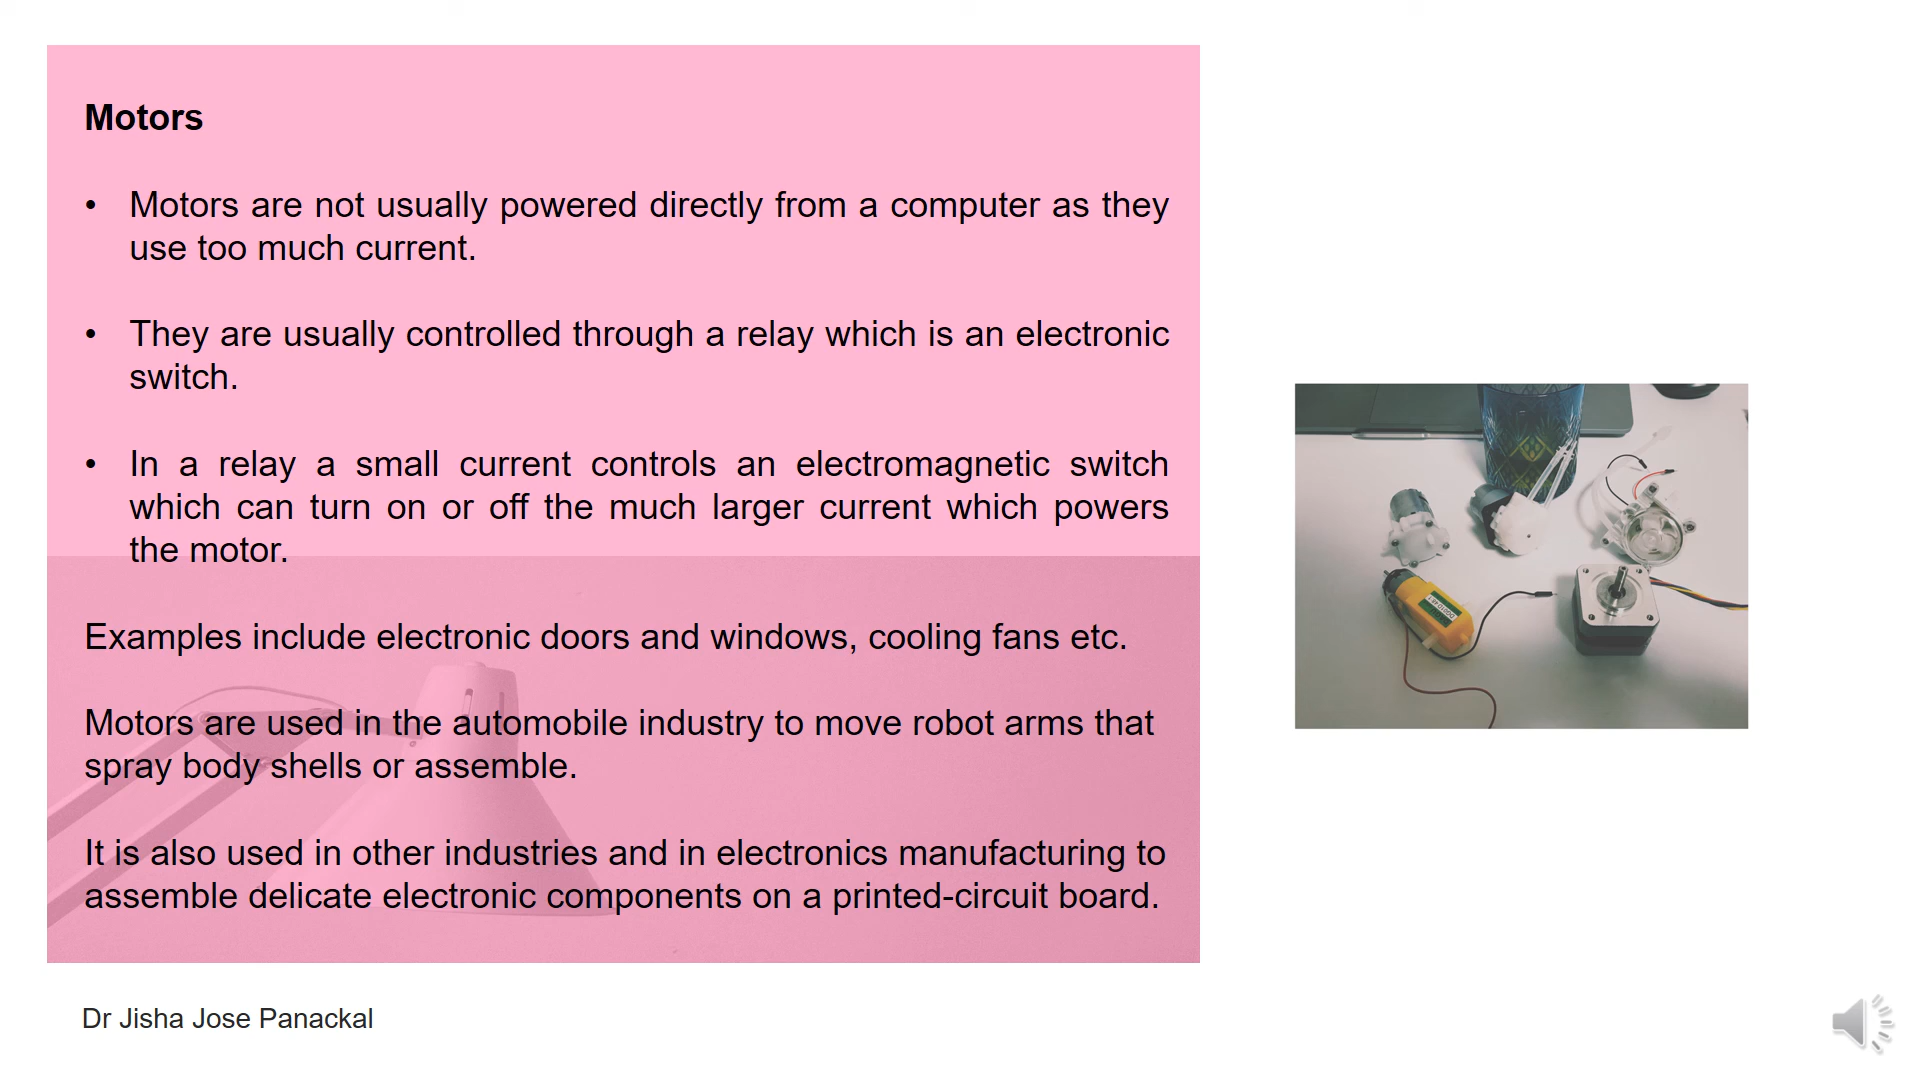 Motors
• Motors are not usually powered directly from a computer as they
use too much current.
• They are usually controlled through a relay which is an electronic
switch.
• In a relay a small current controls an electromagnetic switch
which can turn on or off the much larger current which powers
the motor.
Examples include electronic doors and windows, cooling fans etc.
Motors are used in the automobile industry to move robot arms that
spray body shells or assemble.
It is also used in other industries and in electronics manufacturing to
assemble delicate electronic components on a printed-circuit board.
Dr Jisha Jose Panackal